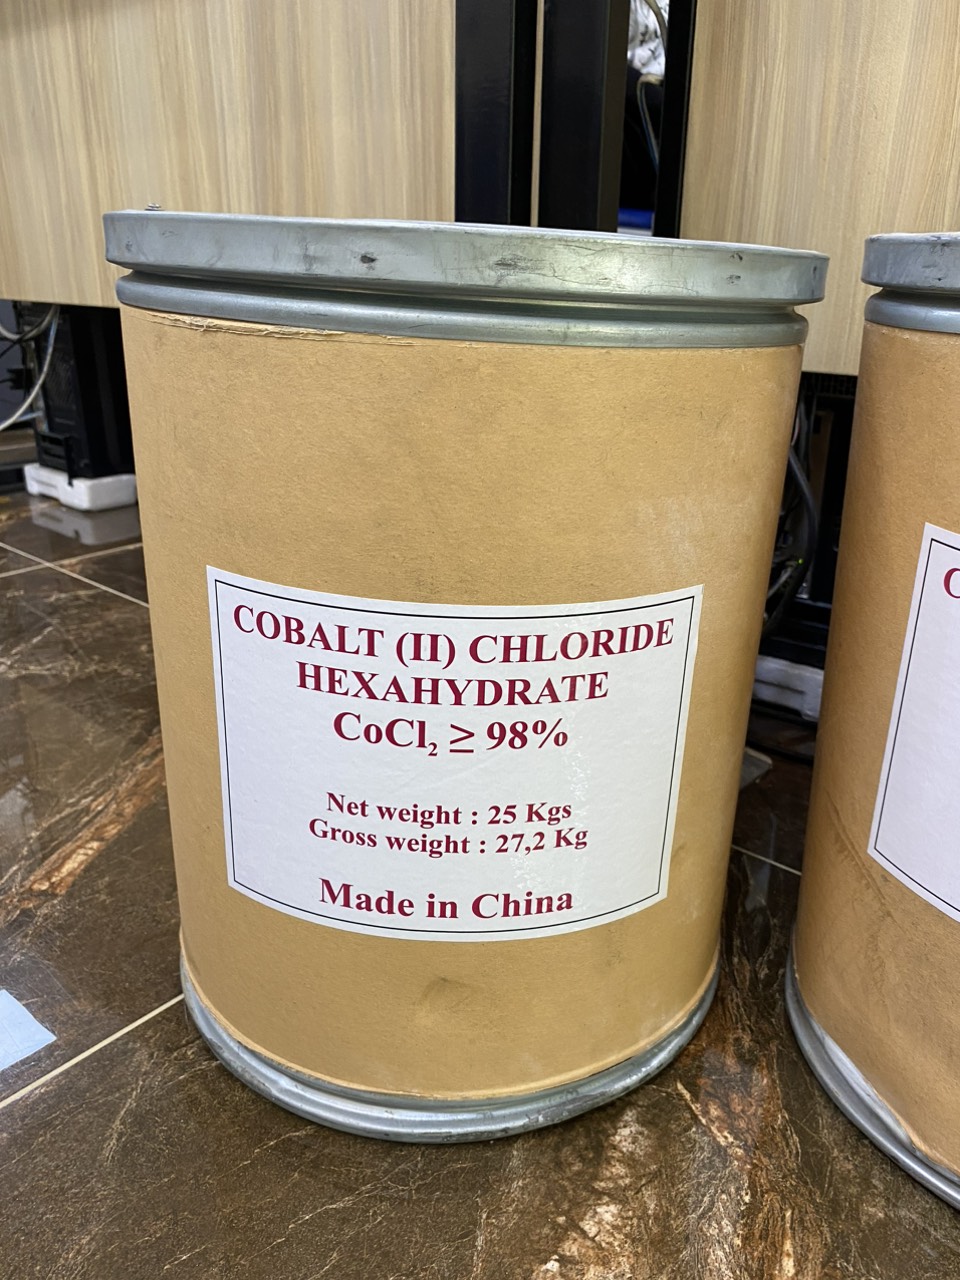 COBALT (II) CHLORIDE
HEXAHYDRATE
CoCl₂ ≥ 98%
Net weight : 25 Kgs
Gross weight : 27,2 Kg
Made in China